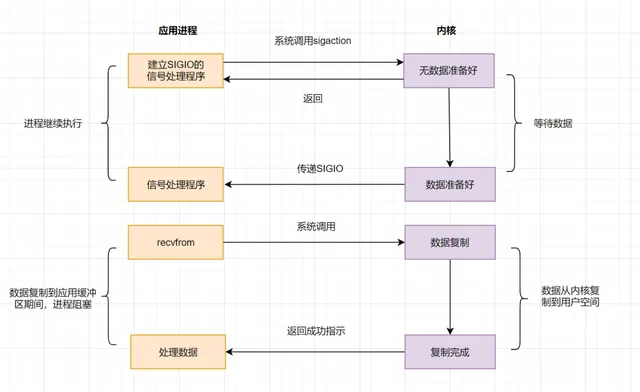 应用进程
内核
系统调用sigaction
建立SIGIO的
信号处理程序
无数据准备好
返回
进程继续执行
等待数据
传递SIGIO
信号处理程序
数据准备好
系统调用
recvfrom
数据复制
数据复制到应用缓冲
区期间，进程阻塞
数据从内核复
制到用户空间
返回成功指示
处理数据
复制完成